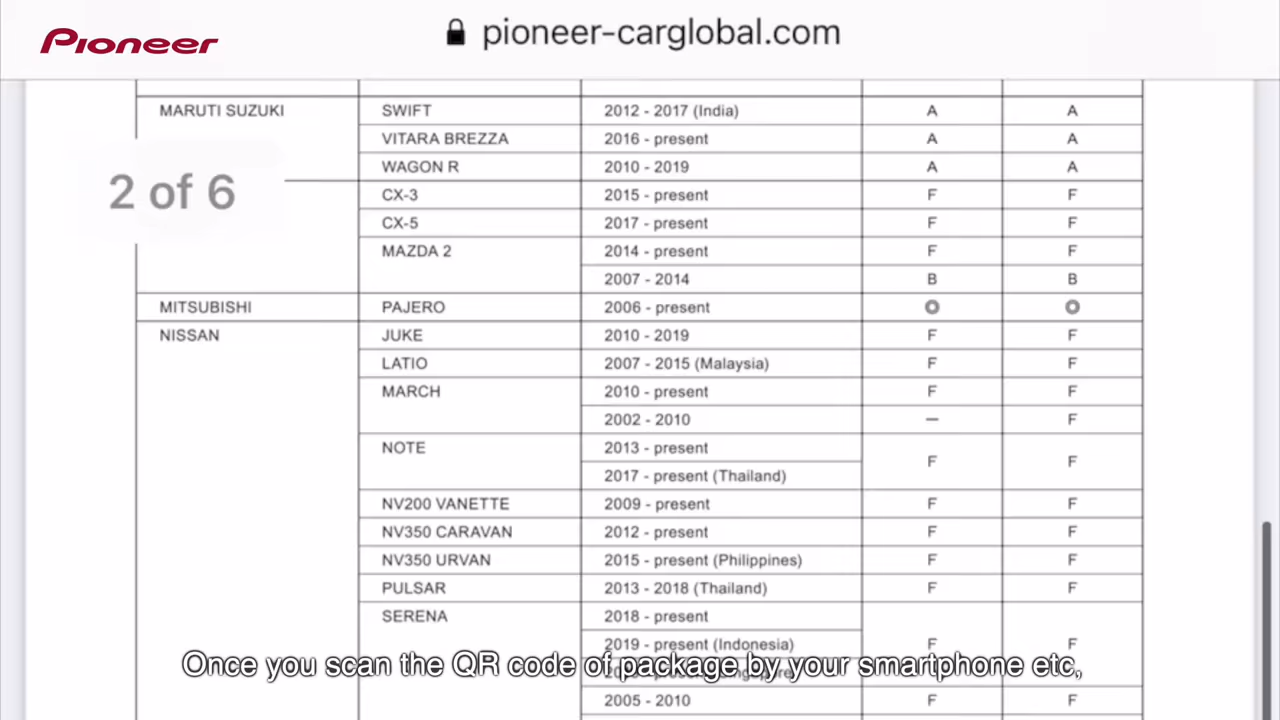 Pioneer
pioneer-carglobal.com
MARUTI SUZUKI SWIFT 2012 - 2017 (India) A A
VITARA BREZZA 2016 - present A A
WAGON R 2010 - 2019 A A
2 of 6
CX-3 2015 - present F F
CX-5 2017 - present F F
MAZDA 2 2014 - present F F
2007 - 2014 B B
MITSUBISHI PAJERO 2006 - present
NISSAN JUKE 2010 - 2019 F F
LATIO 2007 - 2015 (Malaysia) F F
MARCH 2010 - present F F
2002 - 2010 — F
NOTE 2013 - present
F F
2017 - present (Thailand)
NV200 VANETTE 2009 - present F F
NV350 CARAVAN 2012 - present F F
NV350 URVAN 2015 - present (Philippines) F F
PULSAR 2013 - 2018 (Thailand) F F
SERENA 2018 - present
2019 - present (Indonesia) F F
Once you scan the QR code of package by your smartphone etc,
2005 - 2010 F F